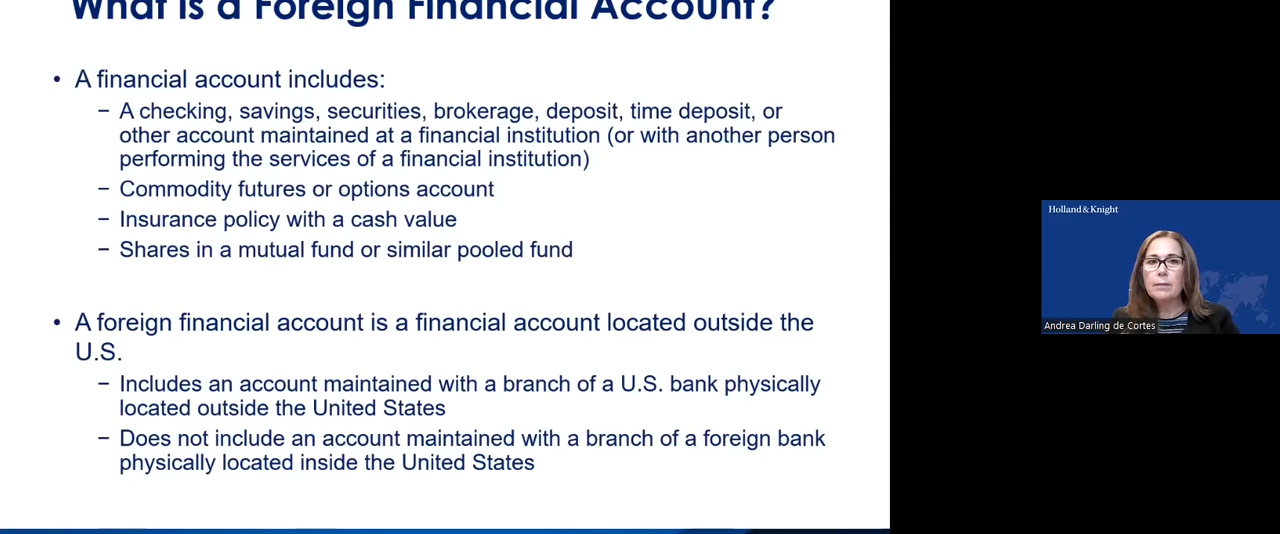 What is a Foreign Financial Account?
• A financial account includes:
– A checking, savings, securities, brokerage, deposit, time deposit, or
other account maintained at a financial institution (or with another person
performing the services of a financial institution)
– Commodity futures or options account
– Insurance policy with a cash value
– Shares in a mutual fund or similar pooled fund
• A foreign financial account is a financial account located outside the
U.S.
– Includes an account maintained with a branch of a U.S. bank physically
located outside the United States
– Does not include an account maintained with a branch of a foreign bank
physically located inside the United States
Holland & Knight
Andrea Darling de Cortes